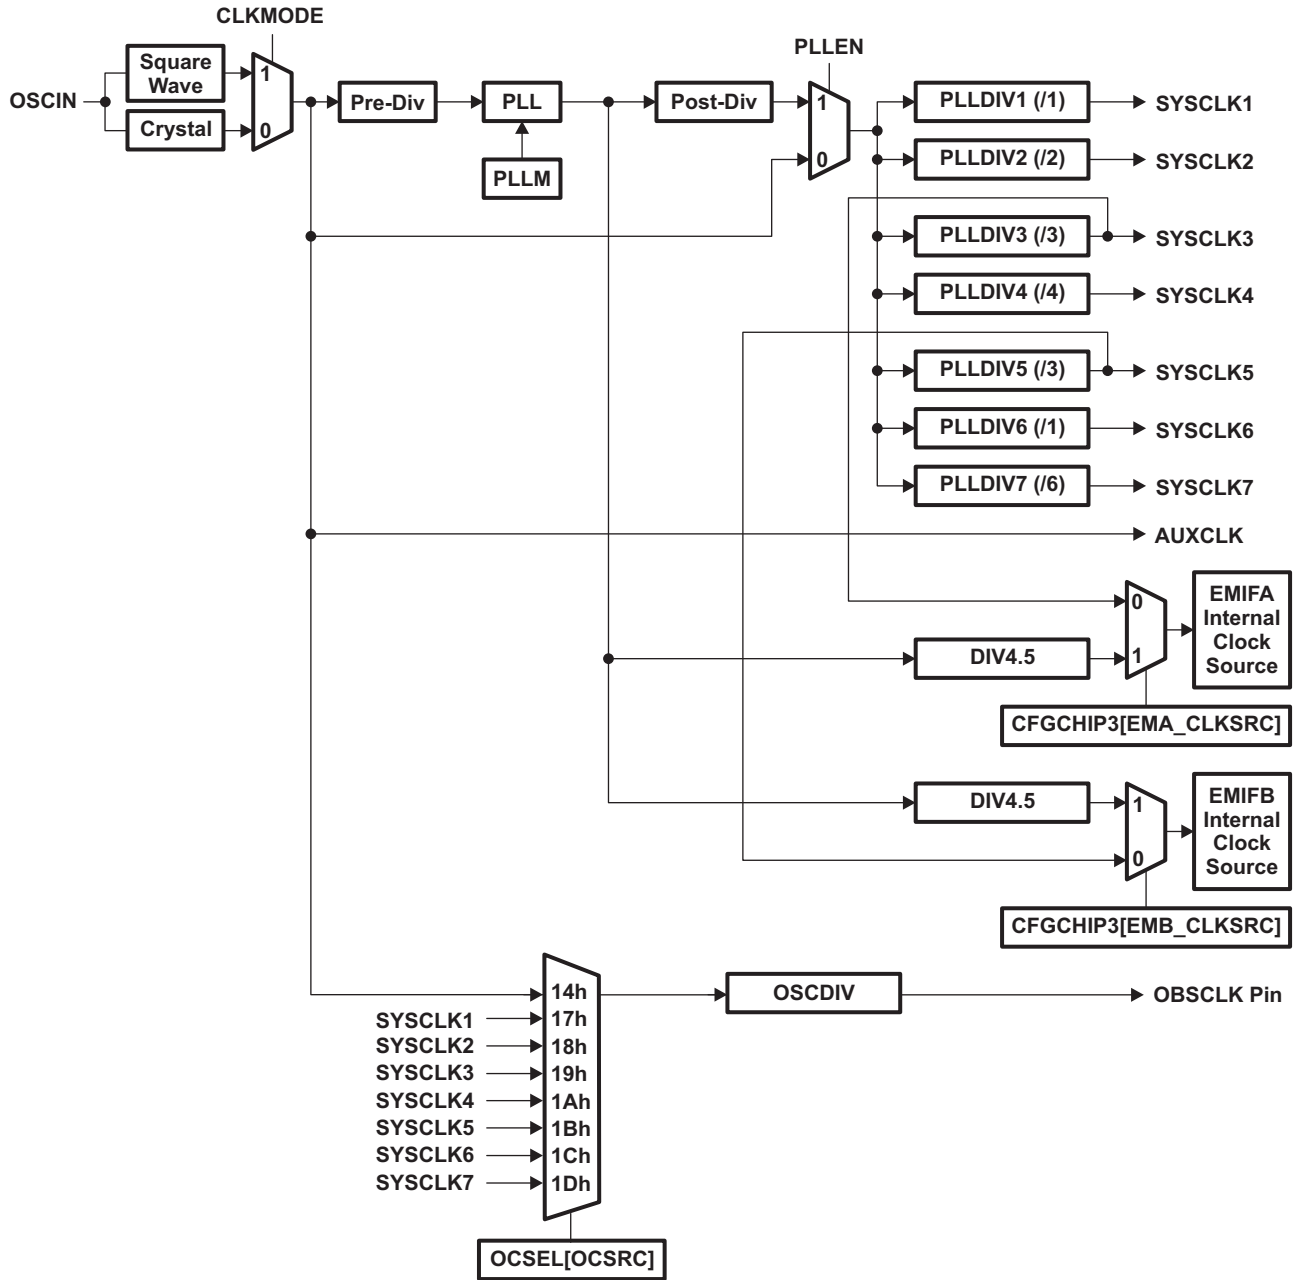 CLKMODE
PLLEN
OSCIN
Square
Wave
Crystal
1
0
Pre-Div
PLL
PLLM
Post-Div
1
0
PLLDIV1 (/1)
SYSCLK1
PLLDIV2 (/2)
SYSCLK2
PLLDIV3 (/3)
SYSCLK3
PLLDIV4 (/4)
SYSCLK4
PLLDIV5 (/3)
SYSCLK5
PLLDIV6 (/1)
SYSCLK6
PLLDIV7 (/6)
SYSCLK7
AUXCLK
0
1
DIV4.5
EMIFA
Internal
Clock
Source
CFGCHIP3[EMA_CLKSRC]
DIV4.5
1
0
EMIFB
Internal
Clock
Source
CFGCHIP3[EMB_CLKSRC]
14h
OSCDIV
OBSCLK Pin
SYSCLK1
17h
SYSCLK2
18h
SYSCLK3
19h
SYSCLK4
1Ah
SYSCLK5
1Bh
SYSCLK6
1Ch
SYSCLK7
1Dh
OCSEL[OCSRC]